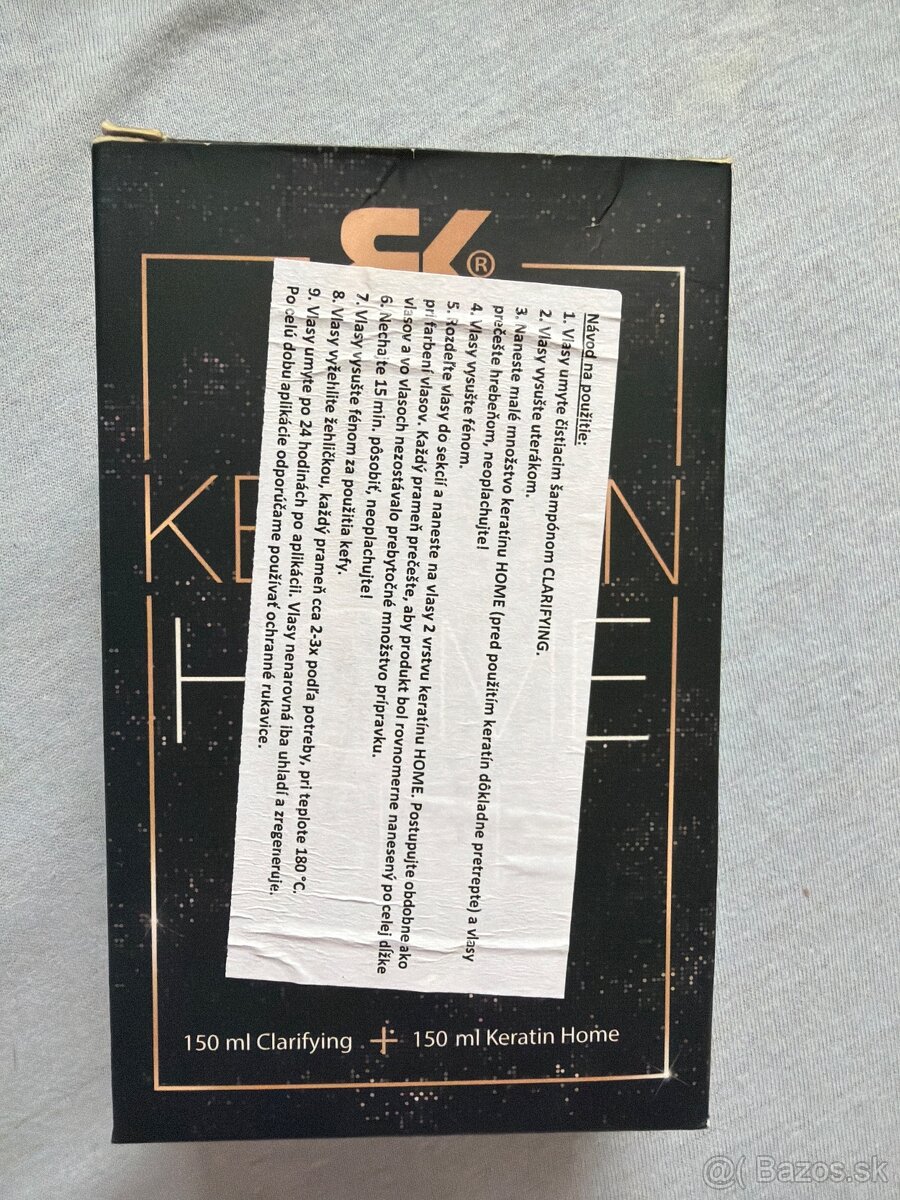 SK®
KE N
H ME
Návod na použitie:
1. Vlasy umyte čistiacim šampónom CLARIFYING.
2. Vlasy vysušte uterákom.
3. Naneste malé množstvo keratínu HOME (pred použitím keratín dôkladne pretrepte) a vlasy
prečešte hrebeňom, neoplachujte!
4. Vlasy vysušte fénom.
5. Rozdeľte vlasy do sekcií a naneste na vlasy 2 vrstvu keratínu HOME. Postupujte obdobne ako
pri farbení vlasov. Každý prameň prečešte, aby produkt bol rovnomerne nanesený po celej dĺžke
vlasov a vo vlasoch nezostávalo prebytočné množstvo prípravku.
6. Nechajte 15 min. pôsobiť, neoplachujte!
7. Vlasy vysušte fénom za použitia kefy.
8. Vlasy vyžehlite žehličkou, každý prameň cca 2-3x podľa potreby, pri teplote 180 °C.
9. Vlasy umyte po 24 hodinách po aplikácii. Vlasy nenarovná iba uhladí a zregeneruje.
Po celú dobu aplikácie odporúčame používať ochranné rukavice.
150 ml Clarifying + 150 ml Keratin Home
@( Bazos.sk